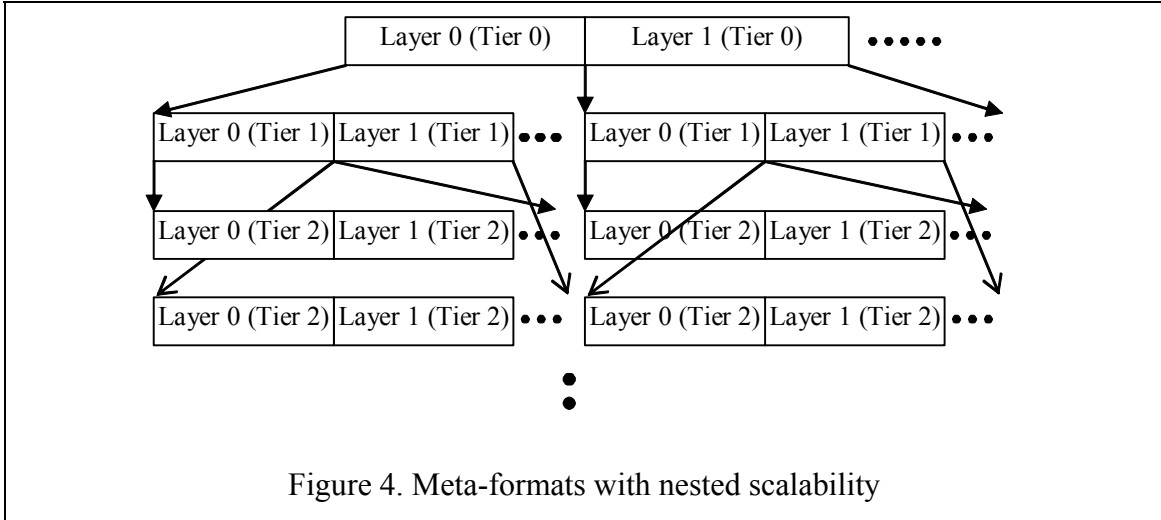 Layer 0 (Tier 0) Layer 1 (Tier 0)
Layer 0 (Tier 1) Layer 1 (Tier 1) Layer 0 (Tier 1) Layer 1 (Tier 1)
Layer 0 (Tier 2) Layer 1 (Tier 2) Layer 0 (Tier 2) Layer 1 (Tier 2)
Layer 0 (Tier 2) Layer 1 (Tier 2) Layer 0 (Tier 2) Layer 1 (Tier 2)
Figure 4. Meta-formats with nested scalability